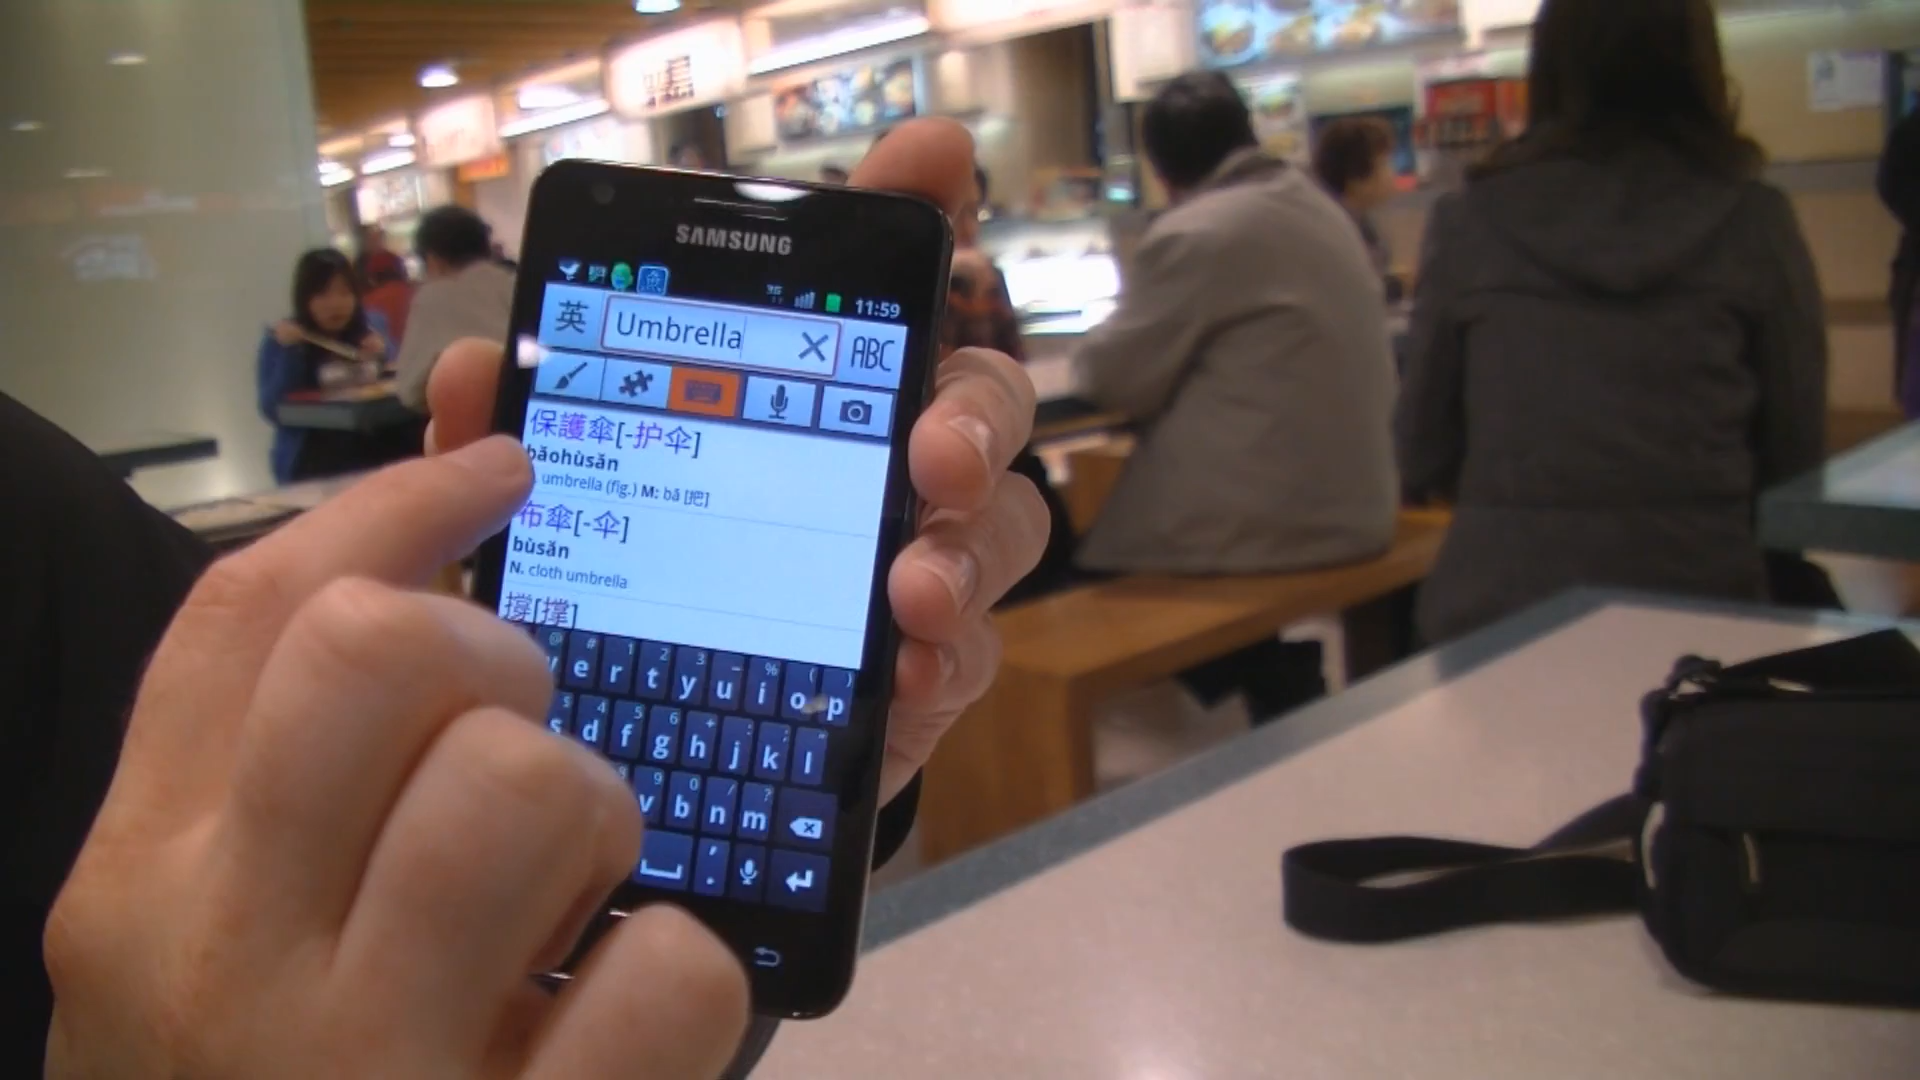 SAMSUNG
11:59
英 Umbrella ABC
保護傘[-护伞]
bǎohùsǎn
umbrella (fig.) M: bǎ [把]
布傘[-伞]
bùsǎn
N. cloth umbrella
撐[撑]
e r t y u i o p
s d f g h j k l
v b n m